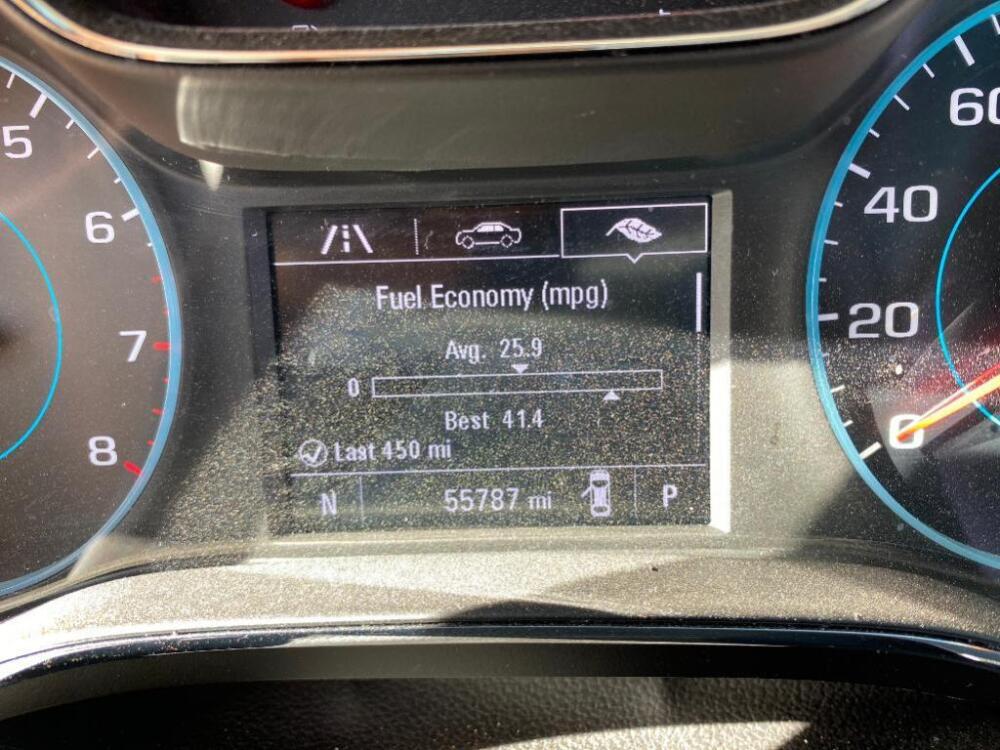 5
6
7
8
Fuel Economy (mpg)
Avg. 25.9
0
Best 41.4
Last 450 mi
N 55787 mi P
60
40
20
0